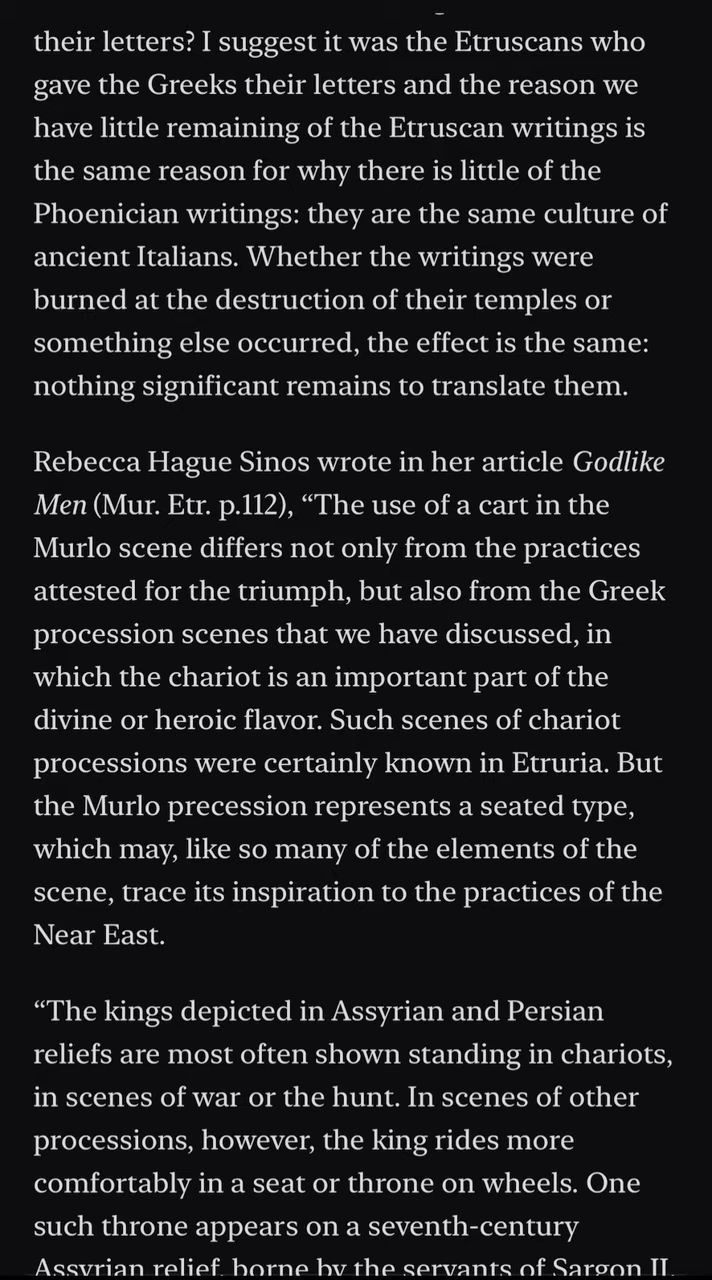 their letters? I suggest it was the Etruscans who
gave the Greeks their letters and the reason we
have little remaining of the Etruscan writings is
the same reason for why there is little of the
Phoenician writings: they are the same culture of
ancient Italians. Whether the writings were
burned at the destruction of their temples or
something else occurred, the effect is the same:
nothing significant remains to translate them.
Rebecca Hague Sinos wrote in her article Godlike
Men (Mur. Etr. p.112), “The use of a cart in the
Murlo scene differs not only from the practices
attested for the triumph, but also from the Greek
procession scenes that we have discussed, in
which the chariot is an important part of the
divine or heroic flavor. Such scenes of chariot
processions were certainly known in Etruria. But
the Murlo precession represents a seated type,
which may, like so many of the elements of the
scene, trace its inspiration to the practices of the
Near East.
“The kings depicted in Assyrian and Persian
reliefs are most often shown standing in chariots,
in scenes of war or the hunt. In scenes of other
processions, however, the king rides more
comfortably in a seat or throne on wheels. One
such throne appears on a seventh-century
Assyrian relief, borne by the servants of Sargon II.